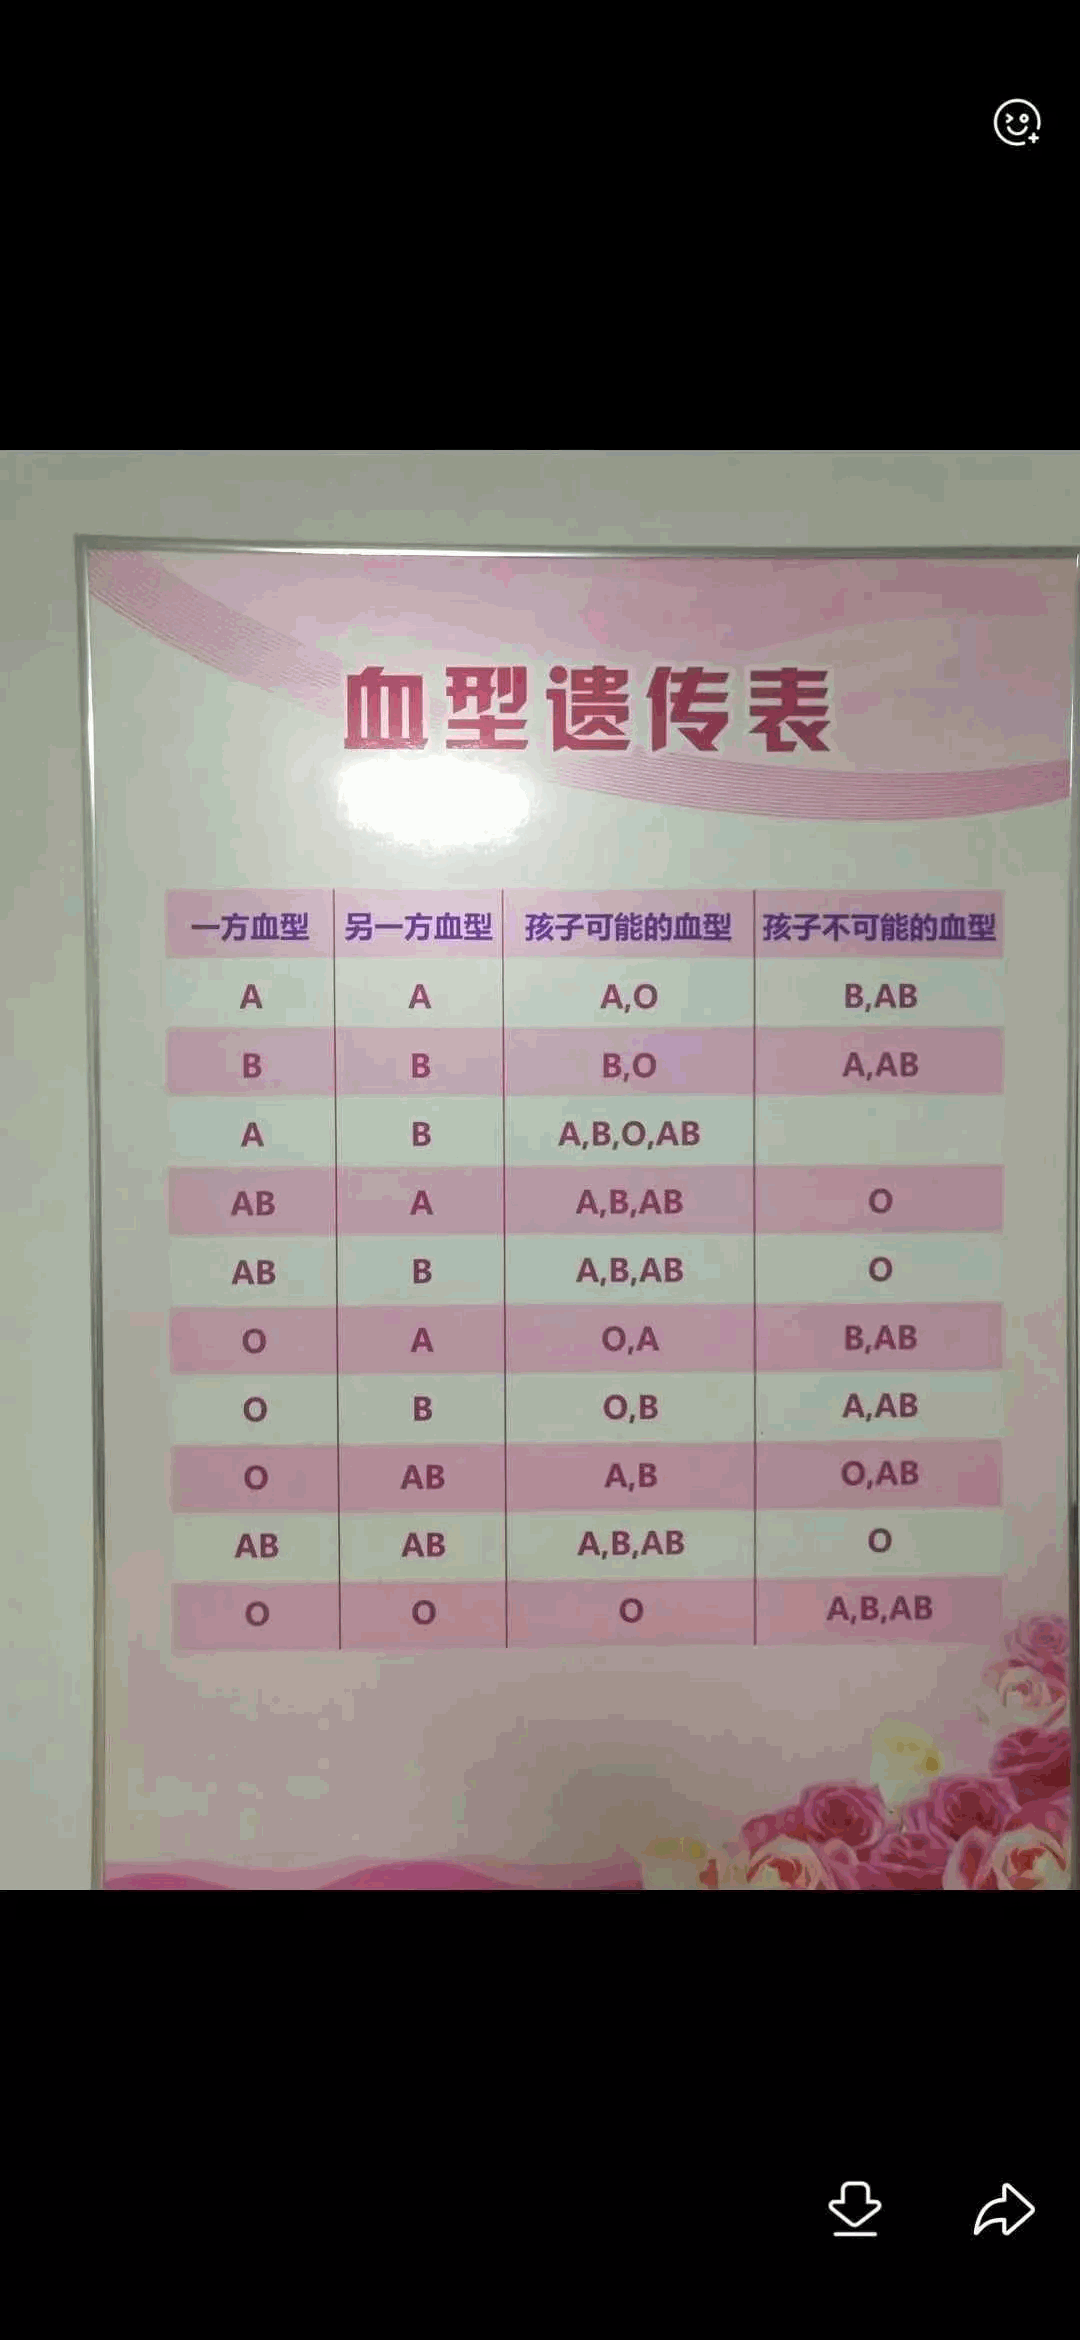 血型遗传表
一方血型 另一方血型 孩子可能的血型 孩子不可能的血型
A A A,O B,AB
B B B,O A,AB
A B A,B,O,AB
AB A A,B,AB O
AB B A,B,AB O
O A O,A B,AB
O B O,B A,AB
O AB A,B O,AB
AB AB A,B,AB O
O O O A,B,AB